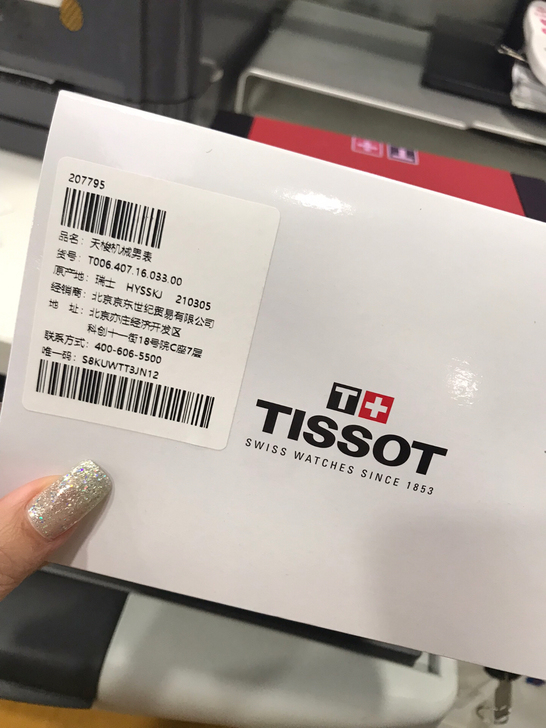 207795
品名: 天梭机械男表
货号: T006.407.16.033.00
原产地: 瑞士 HYSSKJ 210305
经销商: 北京京东世纪贸易有限公司
地 址: 北京亦庄经济开发区
科创十一街18号院C座7层
联系方式: 400-606-5500
唯一码: S8KUWTT3JN12
T+
TISSOT
SWISS WATCHES SINCE 1853